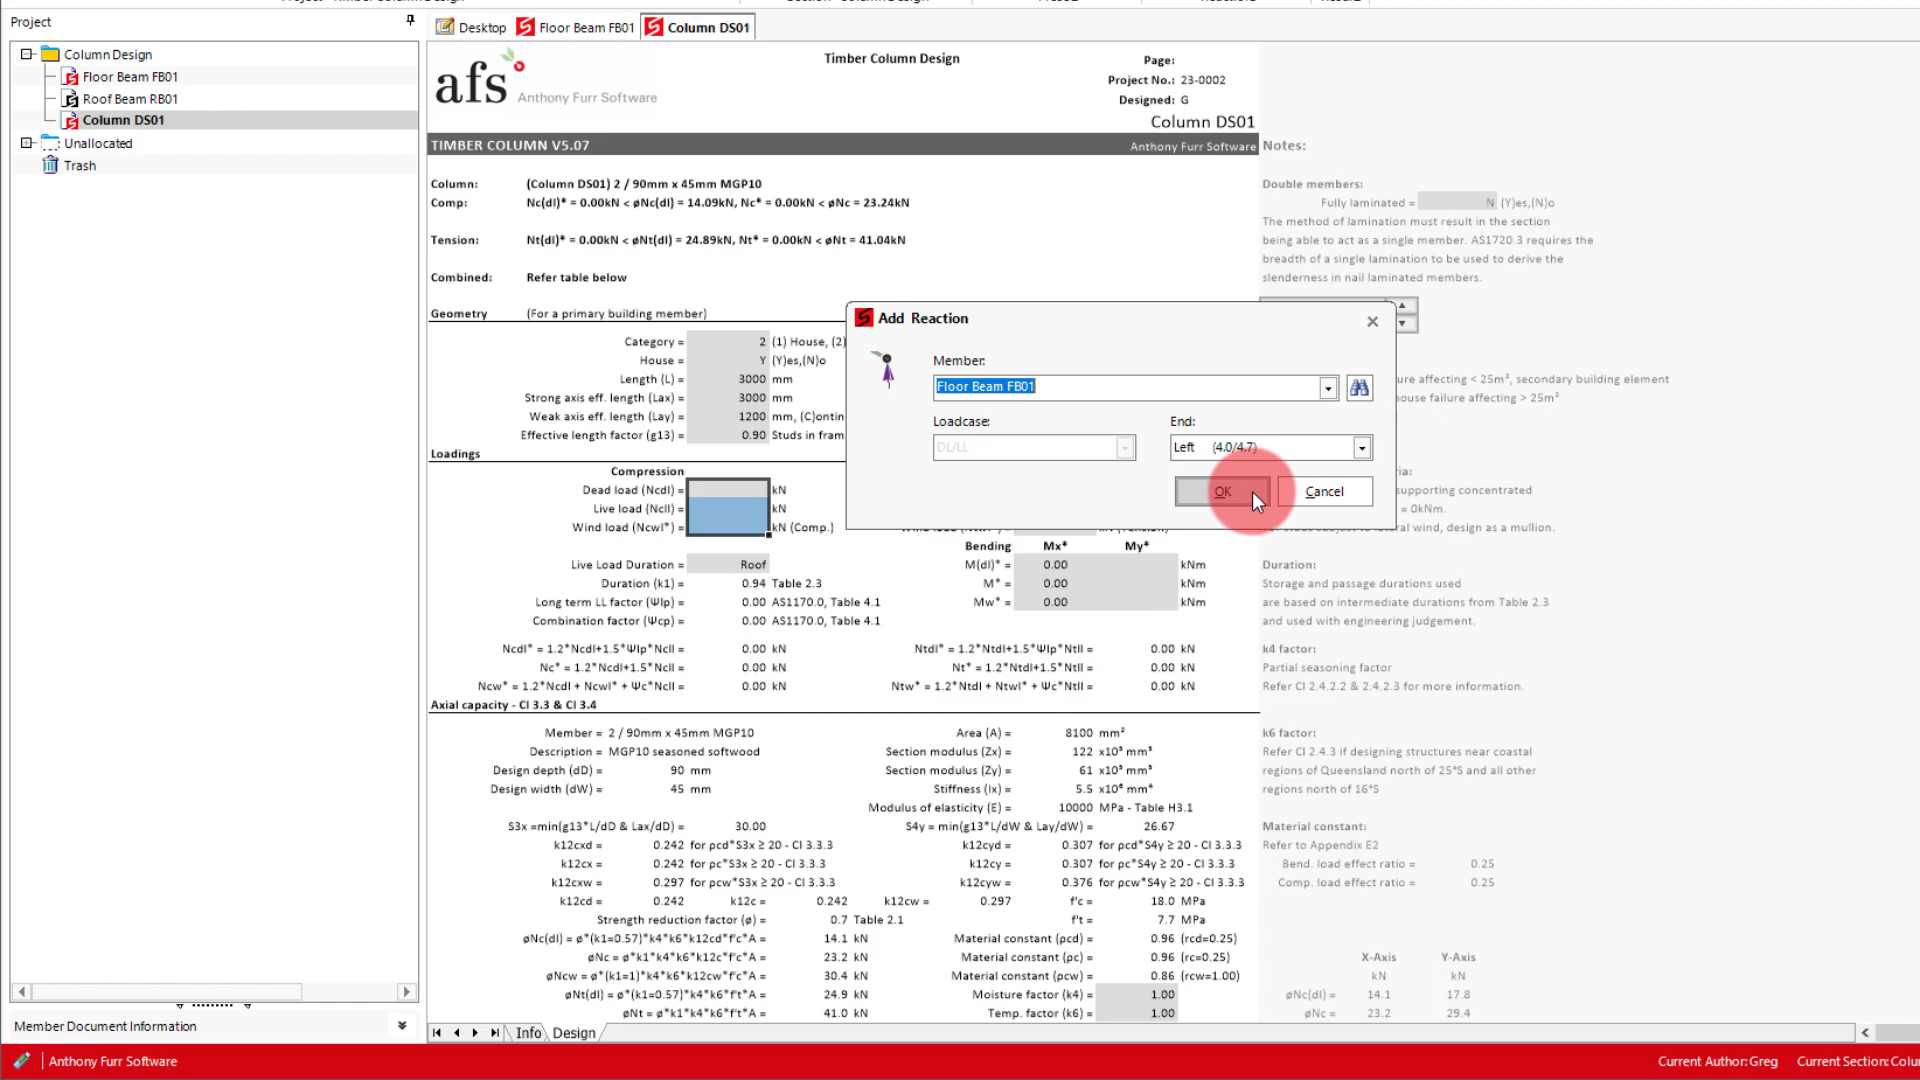 Project
Desktop
Floor Beam FB01
Column DS01
Column Design
Floor Beam FB01
Roof Beam RB01
Column DS01
Unallocated
Trash
afs
Anthony Furr Software
Timber Column Design
Page:
Project No.: 23-0002
Designed: G
Column DS01
TIMBER COLUMN V5.07
Anthony Furr Software
Notes:
Column: (Column DS01) 2 / 90mm x 45mm MGP10
Comp: Nc(dl)* = 0.00kN < øNc(dl) = 14.09kN, Nc* = 0.00kN < øNc = 23.24kN
Tension: Nt(dl)* = 0.00kN < øNt(dl) = 24.89kN, Nt* = 0.00kN < øNt = 41.04kN
Combined: Refer table below
Double members:
Fully laminated = N (Y)es,(N)o
The method of lamination must result in the section
being able to act as a single member. AS1720.3 requires the
breadth of a single lamination to be used to derive the
slenderness in nail laminated members.
Geometry (For a primary building member)
Category = 2 (1) House, (2)
House = Y (Y)es,(N)o
Length (L) = 3000 mm
Strong axis eff. length (Lax) = 3000 mm
Weak axis eff. length (Lay) = 1200 mm, (C)ontin
Effective length factor (g13) = 0.90 Studs in fram
Add Reaction
Member:
Floor Beam FB01
Loadcase:
DL/LL
End:
Left (4.0/4.7)
OK
Cancel
ure affecting < 25m², secondary building element
ouse failure affecting > 25m²
Loadings
Compression
Dead load (Ncdl) = kN
Live load (Ncll) = kN
Wind load (Ncwl*) = kN (Comp.)
ria:
supporting concentrated
= 0kNm.
wind, design as a mullion.
Bending Mx* My*
Live Load Duration = Roof
M(dl)* = 0.00 kNm
Duration (k1) = 0.94 Table 2.3
M* = 0.00 kNm
Long term LL factor (Ψlp) = 0.00 AS1170.0, Table 4.1
Mw* = 0.00 kNm
Combination factor (Ψcp) = 0.00 AS1170.0, Table 4.1
Duration:
Storage and passage durations used
are based on intermediate durations from Table 2.3
and used with engineering judgement.
Ncdl* = 1.2*Ncdl+1.5*Ψlp*Ncll = 0.00 kN
Ntdl* = 1.2*Ntdl+1.5*Ψlp*Ntll = 0.00 kN
Nc* = 1.2*Ncdl+1.5*Ncll = 0.00 kN
Nt* = 1.2*Ntdl+1.5*Ntll = 0.00 kN
Ncw* = 1.2*Ncdl + Ncwl* + Ψc*Ncll = 0.00 kN
Ntw* = 1.2*Ntdl + Ntwl* + Ψc*Ntll = 0.00 kN
k4 factor:
Partial seasoning factor
Refer Cl 2.4.2.2 & 2.4.2.3 for more information.
Axial capacity - Cl 3.3 & Cl 3.4
Member = 2 / 90mm x 45mm MGP10
Area (A) = 8100 mm²
Description = MGP10 seasoned softwood
Section modulus (Zx) = 122 x10³ mm³
Design depth (dD) = 90 mm
Section modulus (Zy) = 61 x10³ mm³
Design width (dW) = 45 mm
Stiffness (Ix) = 5.5 x10⁶ mm⁴
Modulus of elasticity (E) = 10000 MPa - Table H3.1
k6 factor:
Refer Cl 2.4.3 if designing structures near coastal
regions of Queensland north of 25°S and all other
regions north of 16°S
S3x =min(g13*L/dD & Lax/dD) = 30.00
S4y = min(g13*L/dW & Lay/dW) = 26.67
k12cxd = 0.242 for ρcd*S3x ≥ 20 - Cl 3.3.3
k12cyd = 0.307 for ρcd*S4y ≥ 20 - Cl 3.3.3
k12cx = 0.242 for ρc*S3x ≥ 20 - Cl 3.3.3
k12cy = 0.307 for ρc*S4y ≥ 20 - Cl 3.3.3
k12cxw = 0.297 for ρcw*S3x ≥ 20 - Cl 3.3.3
k12cyw = 0.376 for ρcw*S4y ≥ 20 - Cl 3.3.3
k12cd = 0.242 k12c = 0.242 k12cw = 0.297 f'c = 18.0 MPa
Strength reduction factor (ø) = 0.7 Table 2.1
f't = 7.7 MPa
Material constant:
Refer to Appendix E2
Bend. load effect ratio = 0.25
Comp. load effect ratio = 0.25
øNc(dl) = ø*(k1=0.57)*k4*k6*k12cd*f'c*A = 14.1 kN
Material constant (ρcd) = 0.96 (rcd=0.25)
øNc = ø*k1*k4*k6*k12c*f'c*A = 23.2 kN
Material constant (ρc) = 0.96 (rc=0.25)
øNcw = ø*(k1=1)*k4*k6*k12cw*f'c*A = 30.4 kN
Material constant (ρcw) = 0.86 (rcw=1.00)
øNt(dl) = ø*(k1=0.57)*k4*k6*f't*A = 24.9 kN
Moisture factor (k4) = 1.00
øNt = ø*k1*k4*k6*f't*A = 41.0 kN
Temp. factor (k6) = 1.00
X-Axis Y-Axis
kN kN
øNc(dl) = 14.1 17.8
øNc = 23.2 29.4
Info Design
Member Document Information
Anthony Furr Software
Current Author: Greg
Current Section: Colu